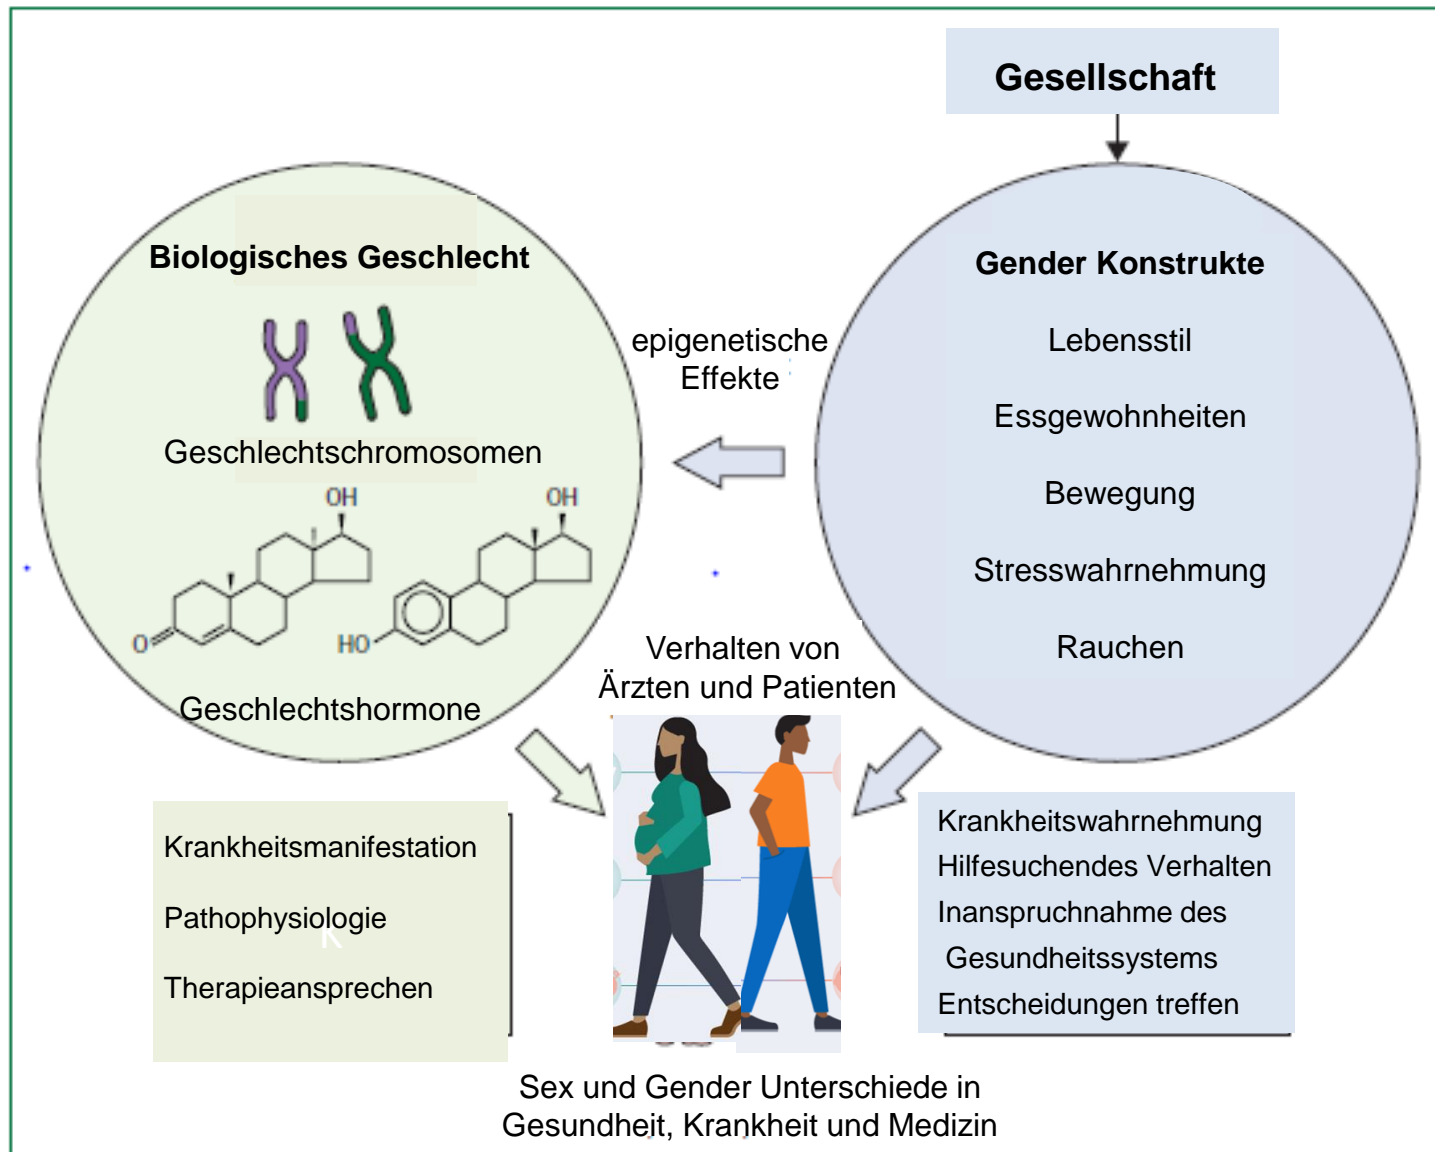 Gesellschaft
Biologisches Geschlecht
Geschlechtschromosomen
OH
OH
O
HO
Geschlechtshormone
epigenetische
Effekte
Gender Konstrukte
Lebensstil
Essgewohnheiten
Bewegung
Stresswahrnehmung
Rauchen
Verhalten von
Ärzten und Patienten
Krankheitsmanifestation
Pathophysiologie
K
Therapieansprechen
Krankheitswahrnehmung
Hilfesuchendes Verhalten
Inanspruchnahme des
Gesundheitssystems
Entscheidungen treffen
Sex und Gender Unterschiede in
Gesundheit, Krankheit und Medizin